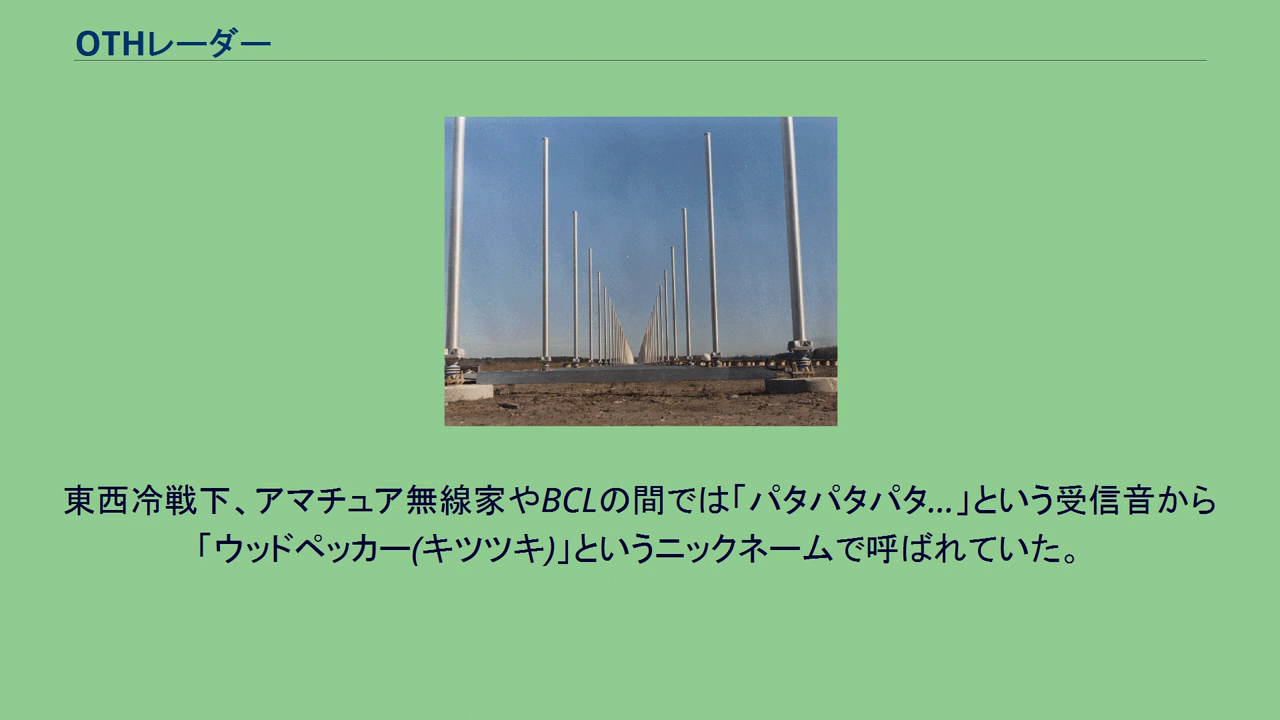 OTHレーダー
東西冷戦下、アマチュア無線家やBCLの間では「パタパタパタ...」という受信音から
「ウッドペッカー(キツツキ)」というニックネームで呼ばれていた。